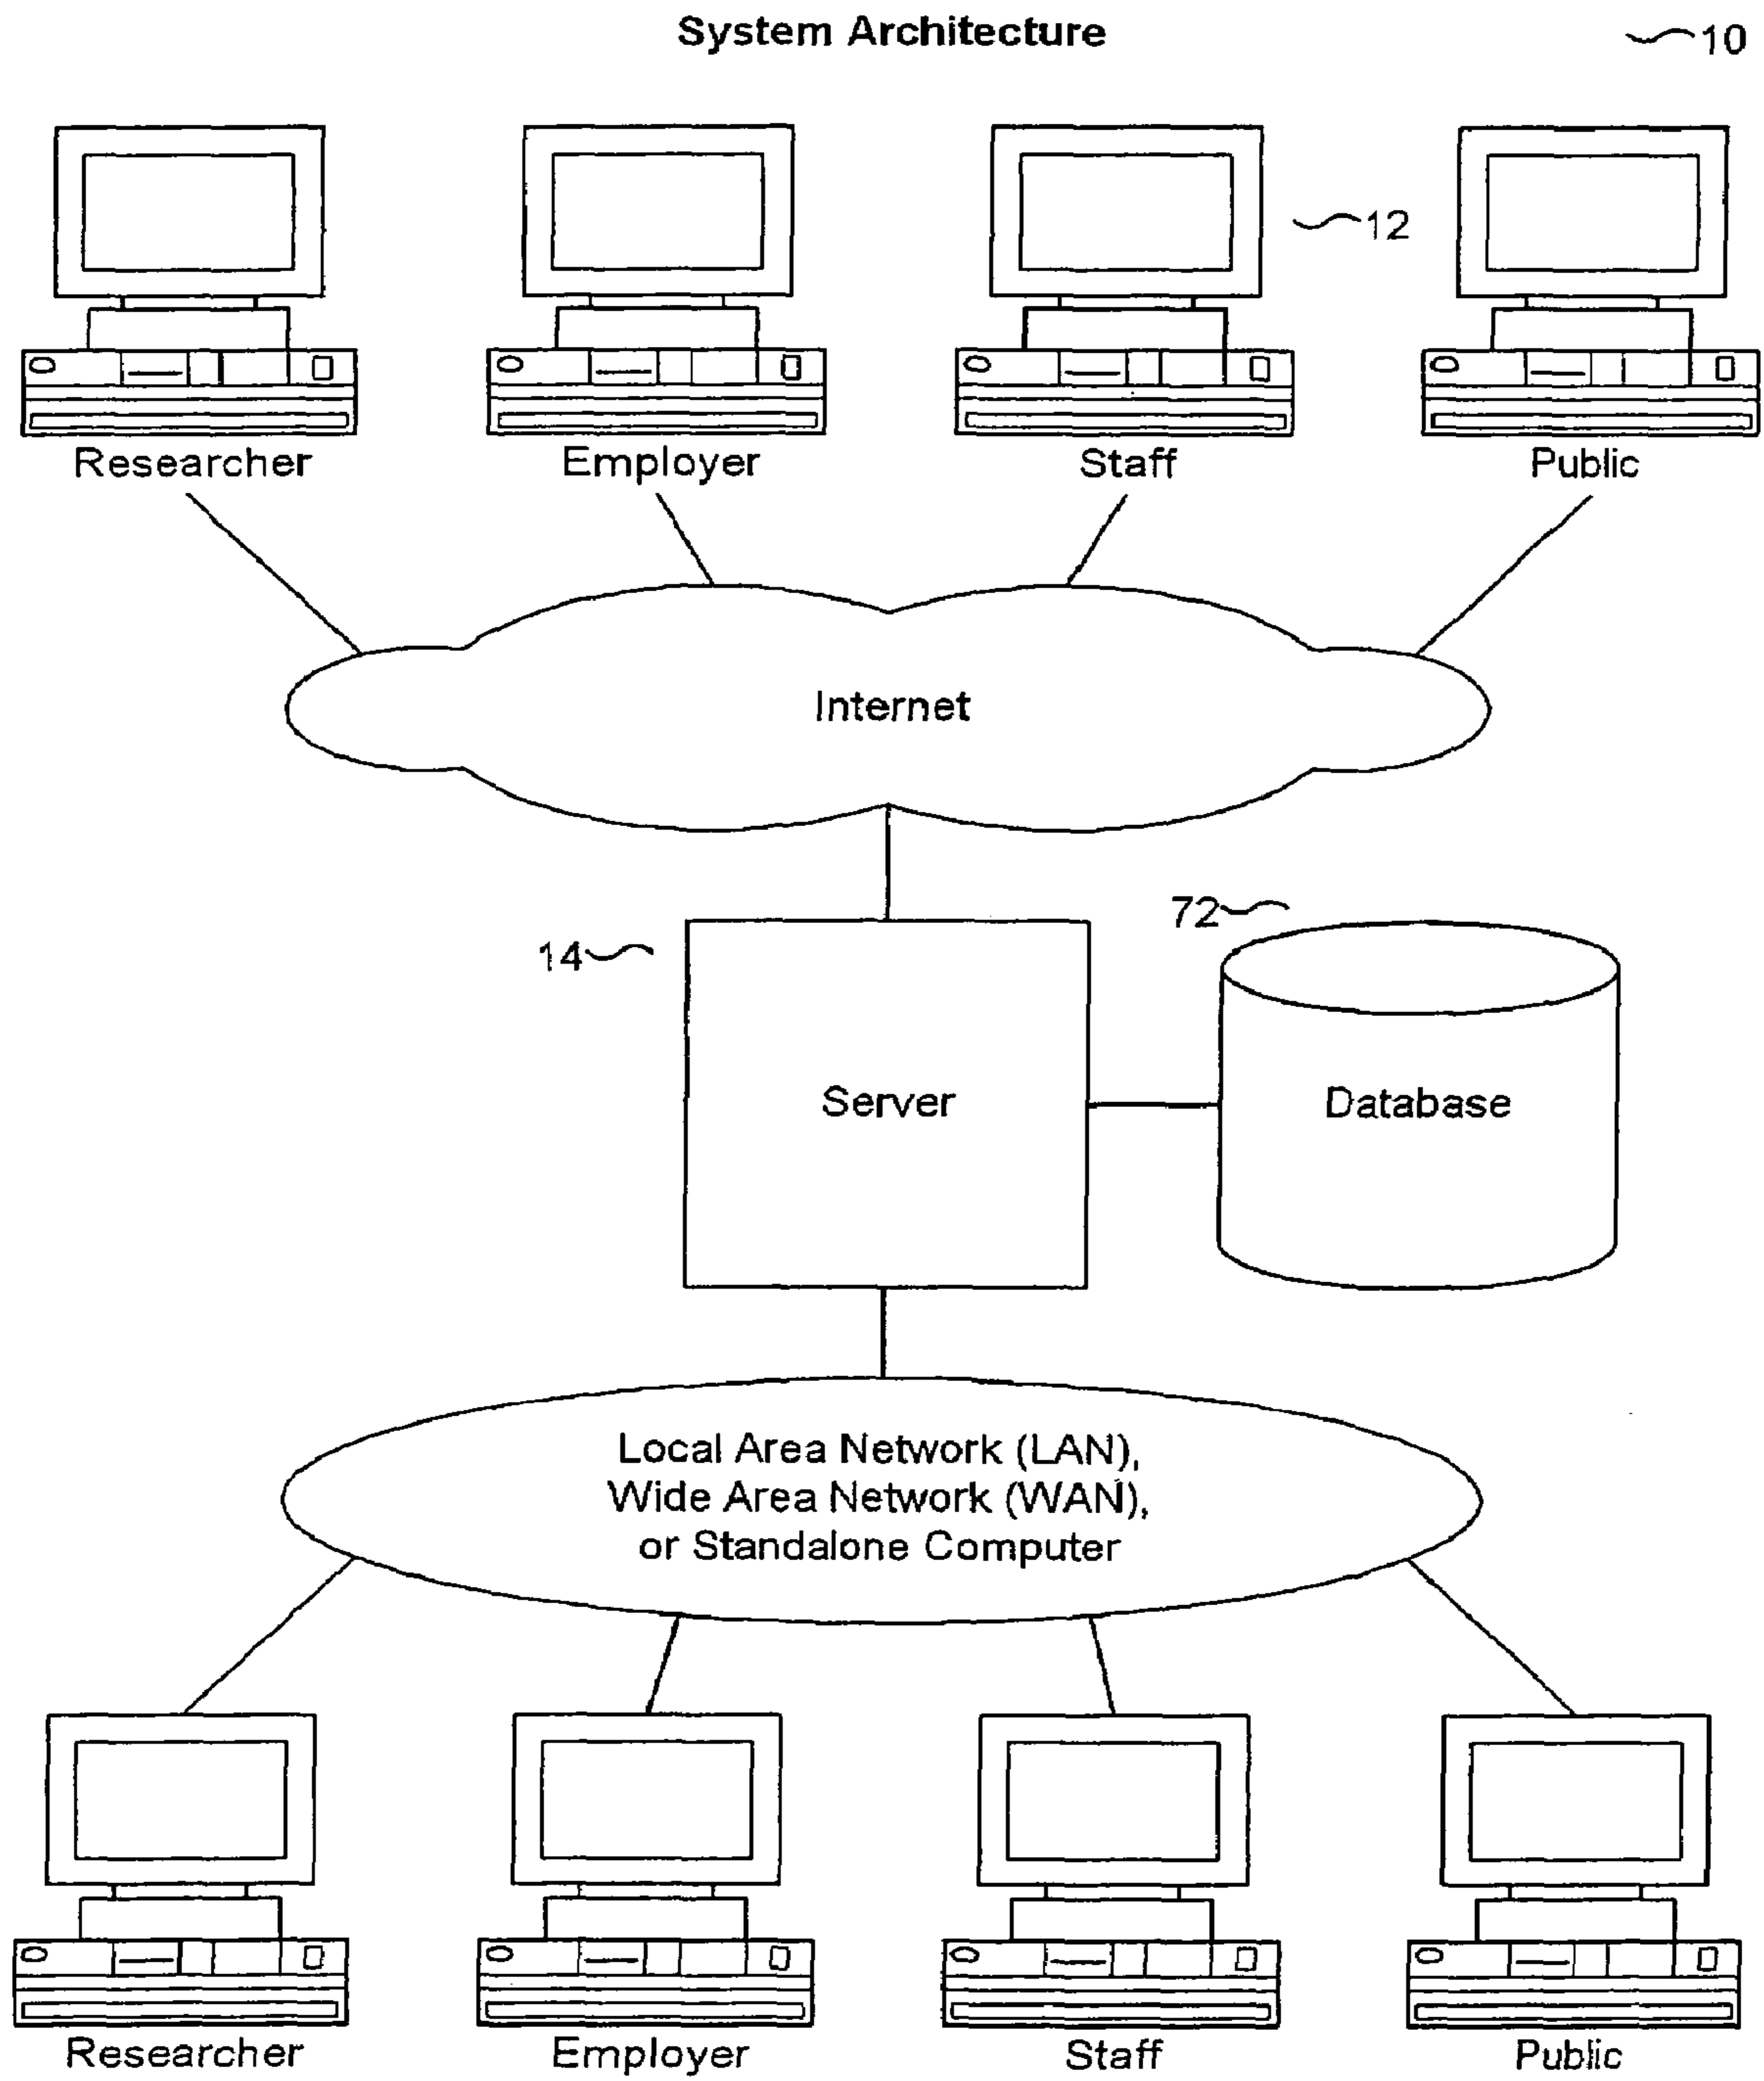 System Architecture
10
12
Researcher
Employer
Staff
Public
Internet
72
14
Server
Database
Local Area Network (LAN),
Wide Area Network (WAN),
or Standalone Computer
Researcher
Employer
Staff
Public